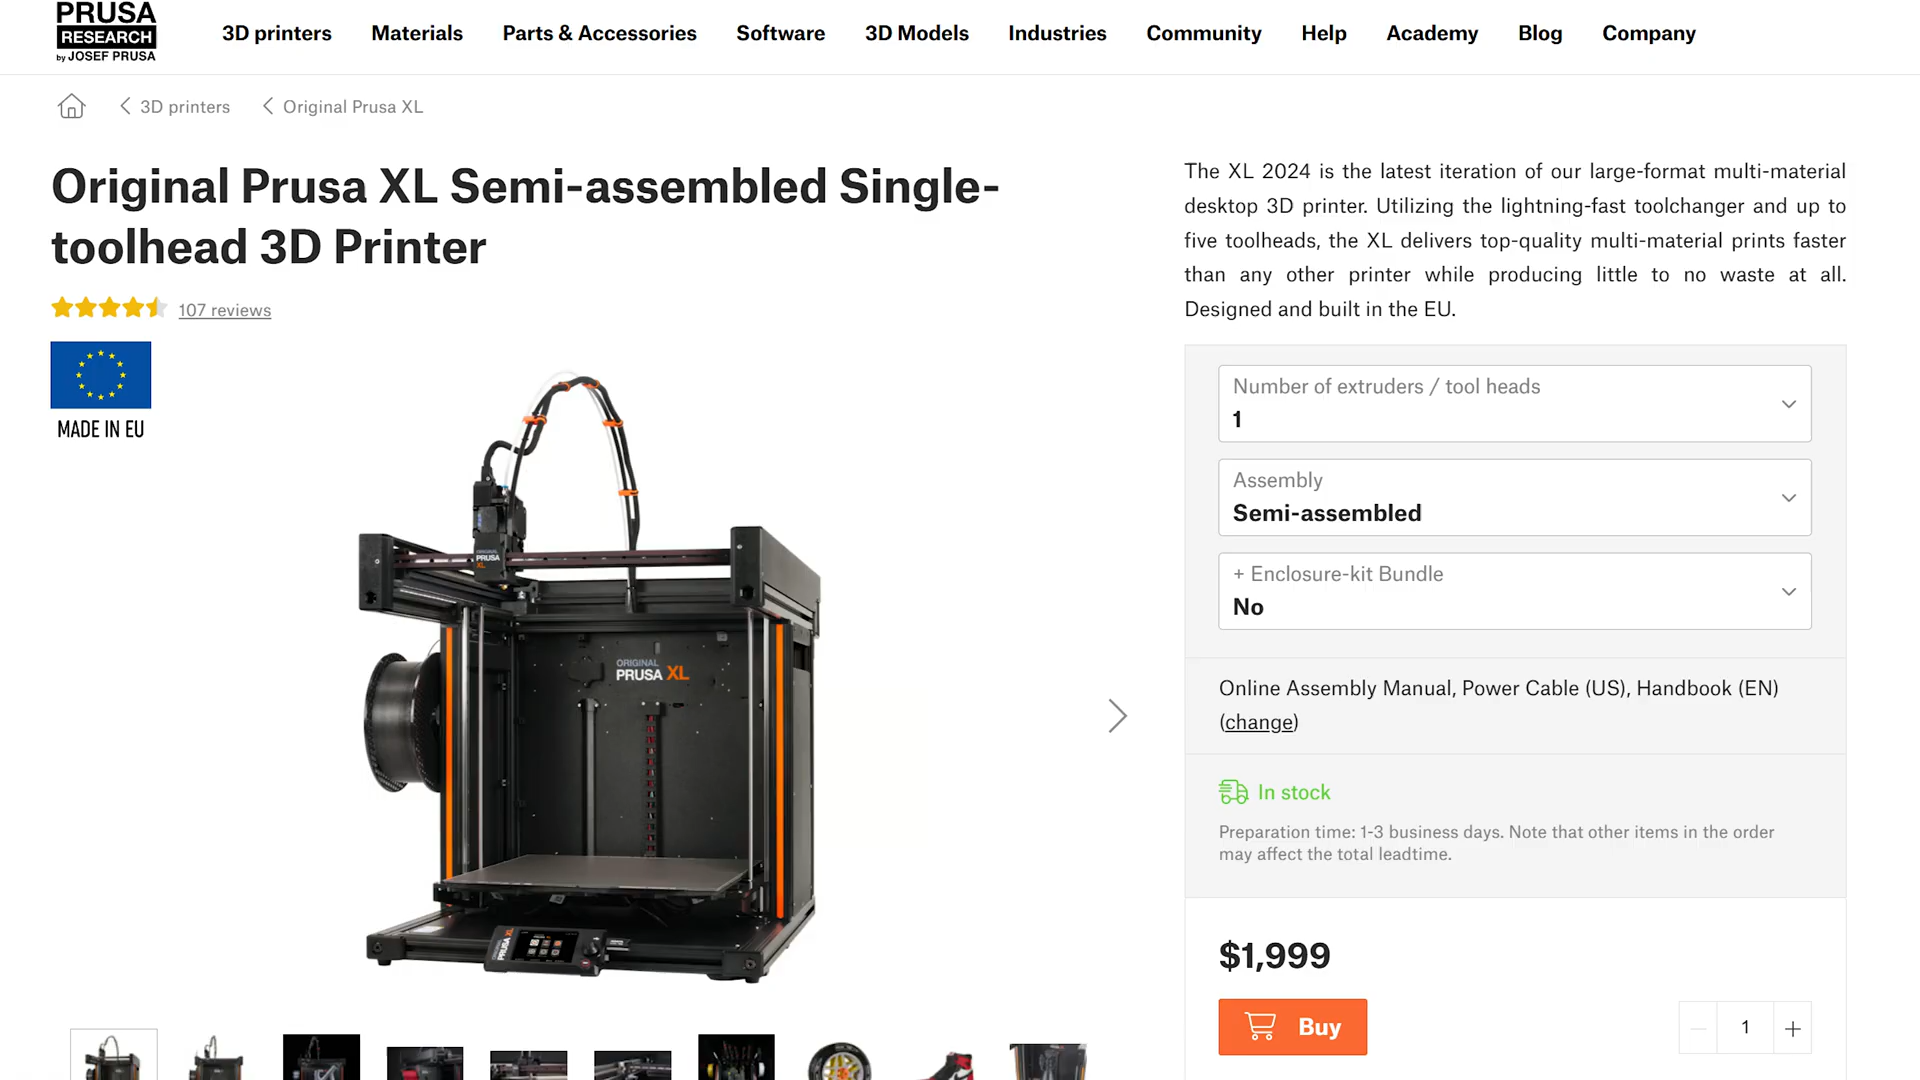 PRUSA
RESEARCH
by JOSEF PRUSA
3D printers
Materials
Parts & Accessories
Software
3D Models
Industries
Community
Help
Academy
Blog
Company
3D printers
Original Prusa XL
Original Prusa XL Semi-assembled Single-
toolhead 3D Printer
107 reviews
MADE IN EU
ORIGINAL
PRUSA
XL
ORIGINAL
PRUSA XL
PRUSA XL
The XL 2024 is the latest iteration of our large-format multi-material
desktop 3D printer. Utilizing the lightning-fast toolchanger and up to
five toolheads, the XL delivers top-quality multi-material prints faster
than any other printer while producing little to no waste at all.
Designed and built in the EU.
Number of extruders / tool heads
1
Assembly
Semi-assembled
+ Enclosure-kit Bundle
No
Online Assembly Manual, Power Cable (US), Handbook (EN)
(change)
In stock
Preparation time: 1-3 business days. Note that other items in the order
may affect the total leadtime.
$1,999
Buy
1